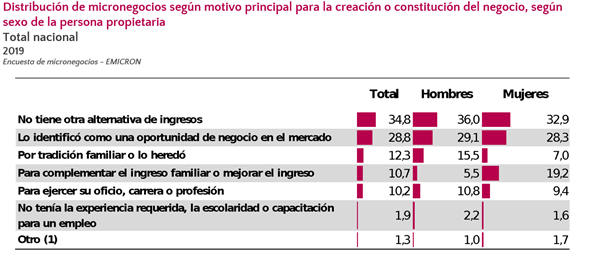 Distribución de micronegocios según motivo principal para la creación o constitución del negocio, según
sexo de la persona propietaria
Total nacional
2019
Encuesta de micronegocios – EMICRON
Total Hombres Mujeres
No tiene otra alternativa de ingresos 34,8 36,0 32,9
Lo identificó como una oportunidad de negocio en el mercado 28,8 29,1 28,3
Por tradición familiar o lo heredó 12,3 15,5 7,0
Para complementar el ingreso familiar o mejorar el ingreso 10,7 5,5 19,2
Para ejercer su oficio, carrera o profesión 10,2 10,8 9,4
No tenía la experiencia requerida, la escolaridad o capacitación
para un empleo 1,9 2,2 1,6
Otro (1) 1,3 1,0 1,7